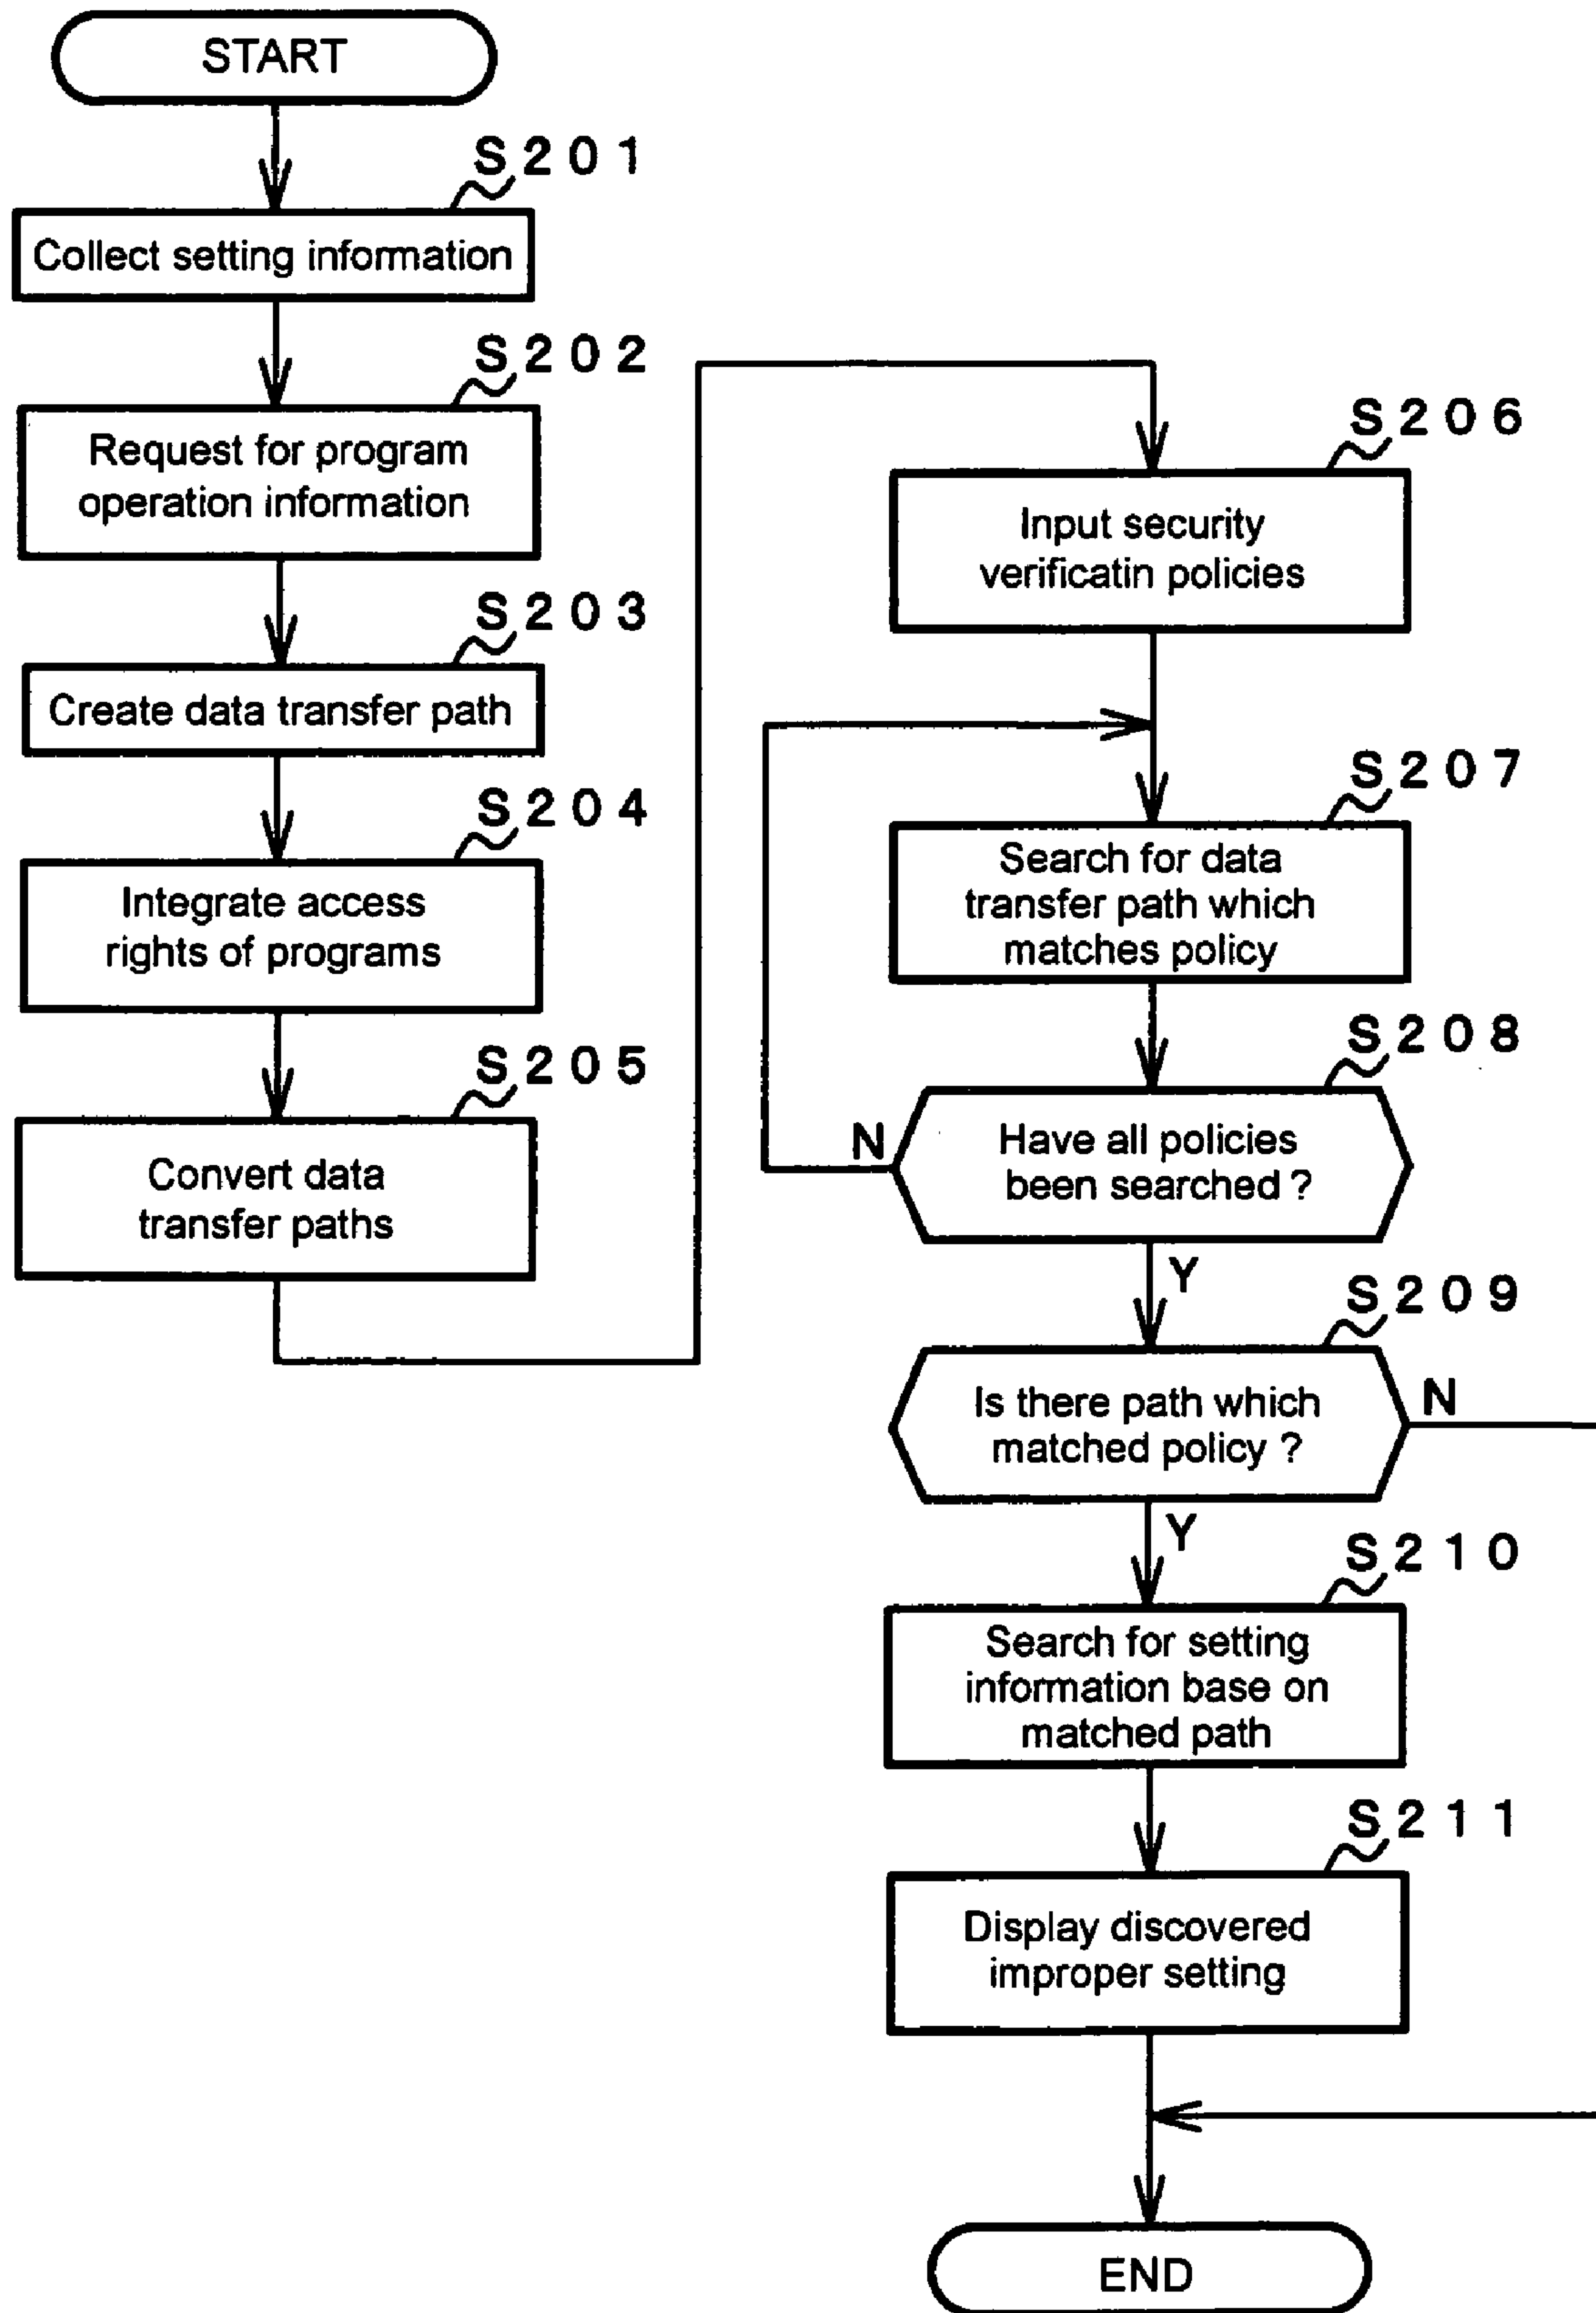 START
S201
Collect setting information
S202
Request for program
operation information
S203
Create data transfer path
S204
Integrate access
rights of programs
S205
Convert data
transfer paths
S206
Input security
verificatin policies
S207
Search for data
transfer path which
matches policy
S208
Have all policies
been searched ?
N
Y
S209
Is there path which
matched policy ?
N
Y
S210
Search for setting
information base on
matched path
S211
Display discovered
improper setting
END